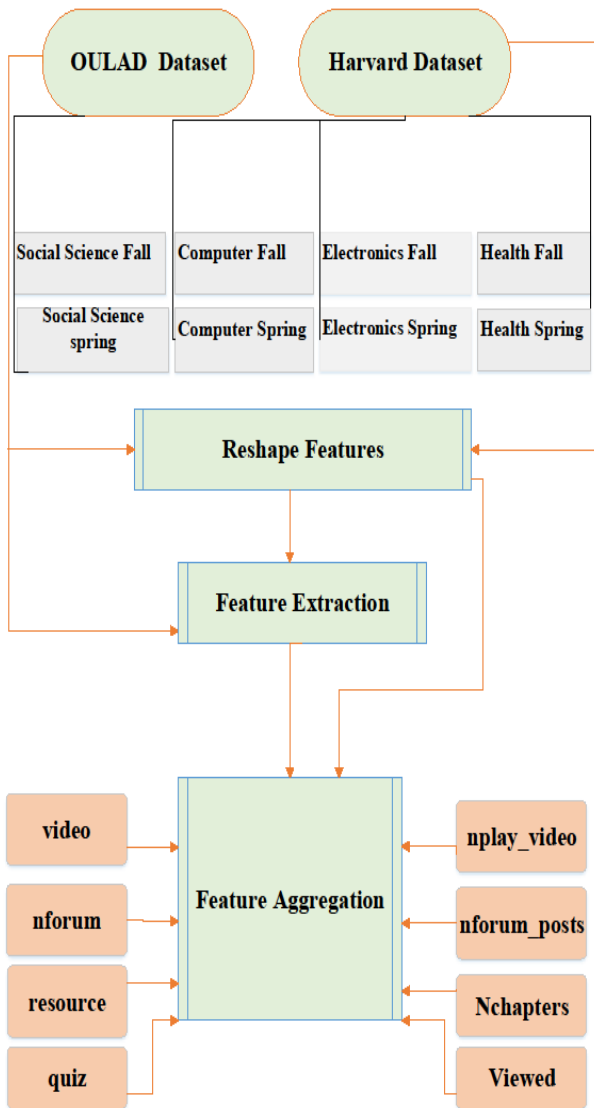 OULAD Dataset
Harvard Dataset
Social Science Fall
Computer Fall
Electronics Fall
Health Fall
Social Science
spring
Computer Spring
Electronics Spring
Health Spring
Reshape Features
Feature Extraction
Feature Aggregation
video
nforum
resource
quiz
nplay_video
nforum_posts
Nchapters
Viewed